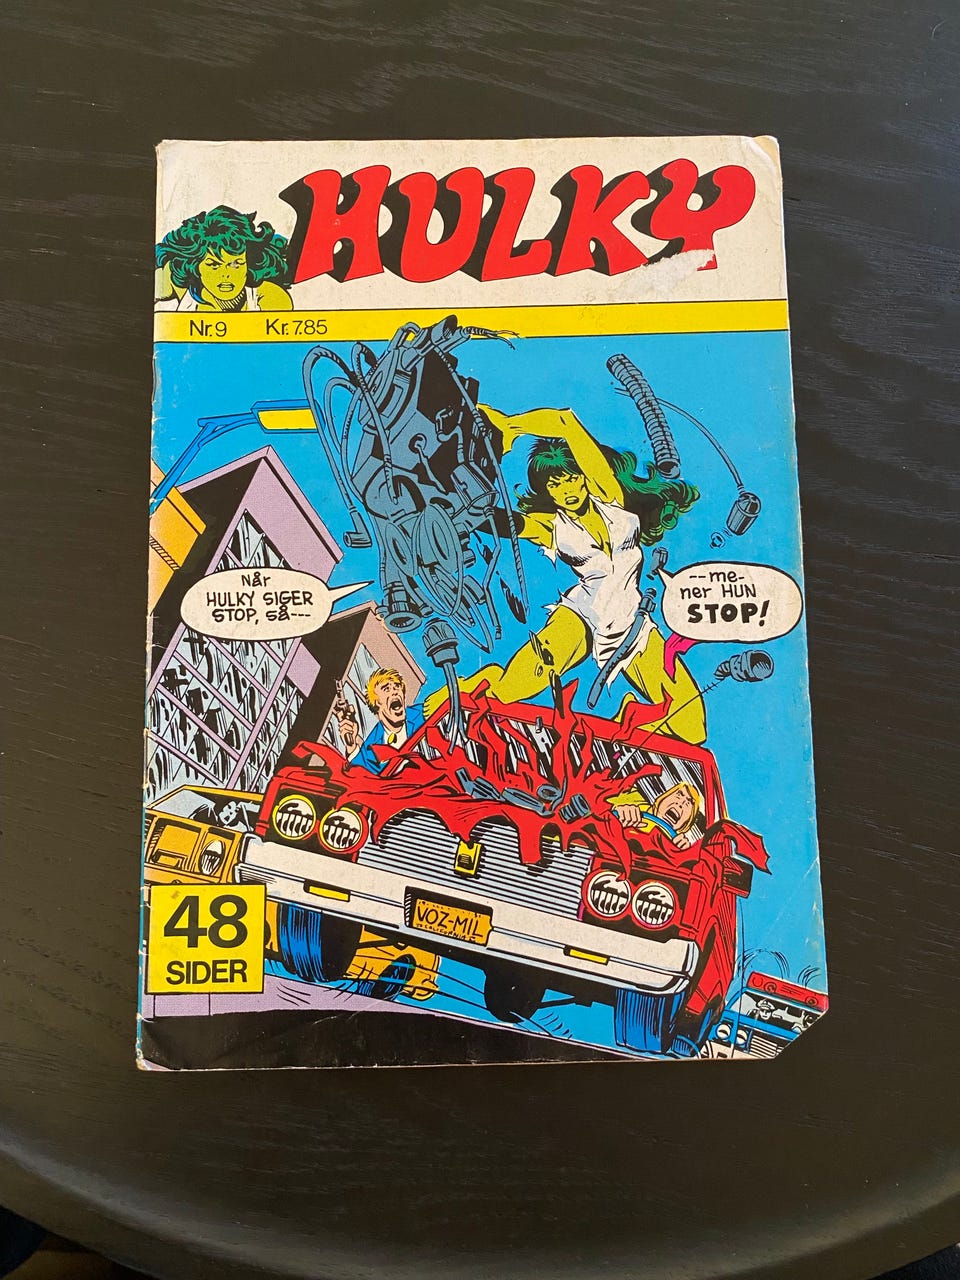 HULKY
Nr. 9 Kr. 7.85
Når
HULKY SIGER
STOP, Så---
--me-
ner HUN
STOP!
VOZ-MIL
CALIFORNIA
48
SIDER